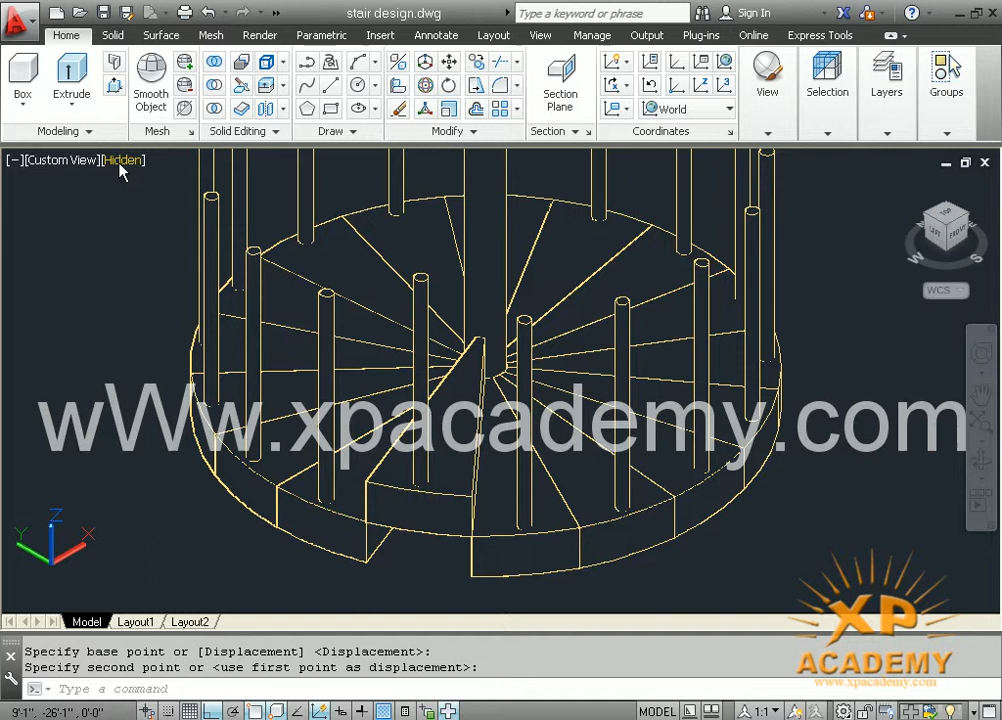 stair design.dwg
Type a keyword or phrase
Sign In
Home
Solid
Surface
Mesh
Render
Parametric
Insert
Annotate
Layout
View
Manage
Output
Plug-ins
Online
Express Tools
Box
Extrude
Smooth Object
Section Plane
World
View
Selection
Layers
Groups
Modeling
Mesh
Solid Editing
Draw
Modify
Section
Coordinates
[−][Custom View][Hidden]
TOP
LEFT
FRONT
W
S
WCS
wWw.xpacademy.com
Z
Y
X
XP
ACADEMY
www.xpacademy.com
Model
Layout1
Layout2
Specify base point or [Displacement] <Displacement>:
Specify second point or <use first point as displacement>:
Type a command
9'-1", -26'-1", 0'-0"
MODEL
1:1